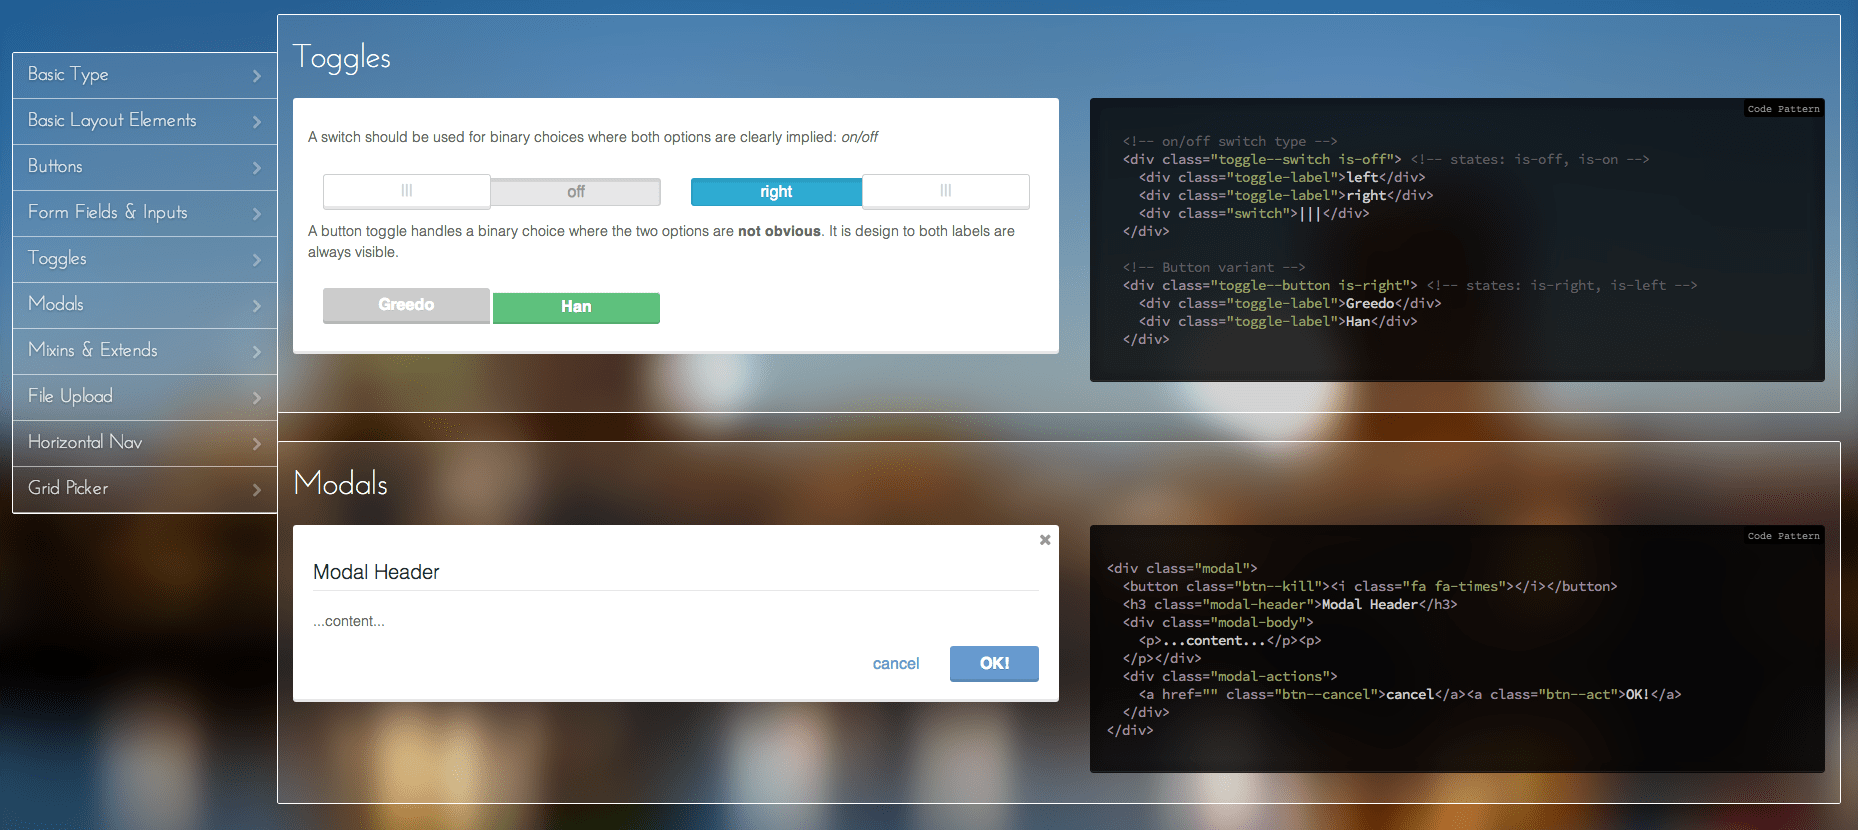 Basic Type
Basic Layout Elements
Buttons
Form Fields & Inputs
Toggles
Modals
Mixins & Extends
File Upload
Horizontal Nav
Grid Picker
Toggles
A switch should be used for binary choices where both options are clearly implied: on/off
||| off right |||
A button toggle handles a binary choice where the two options are not obvious. It is design to both labels are
always visible.
Greedo Han
Code Pattern
<!-- on/off switch type -->
<div class="toggle--switch is-off"> <!-- states: is-off, is-on -->
<div class="toggle-label">left</div>
<div class="toggle-label">right</div>
<div class="switch">|||</div>
</div>
<!-- Button variant -->
<div class="toggle--button is-right"> <!-- states: is-right, is-left -->
<div class="toggle-label">Greedo</div>
<div class="toggle-label">Han</div>
</div>
Modals
Modal Header
...content...
cancel OK!
Code Pattern
<div class="modal">
<button class="btn--kill"><i class="fa fa-times"></i></button>
<h3 class="modal-header">Modal Header</h3>
<div class="modal-body">
<p>...content...</p><p>
</p></div>
<div class="modal-actions">
<a href="" class="btn--cancel">cancel</a><a class="btn--act">OK!</a>
</div>
</div>